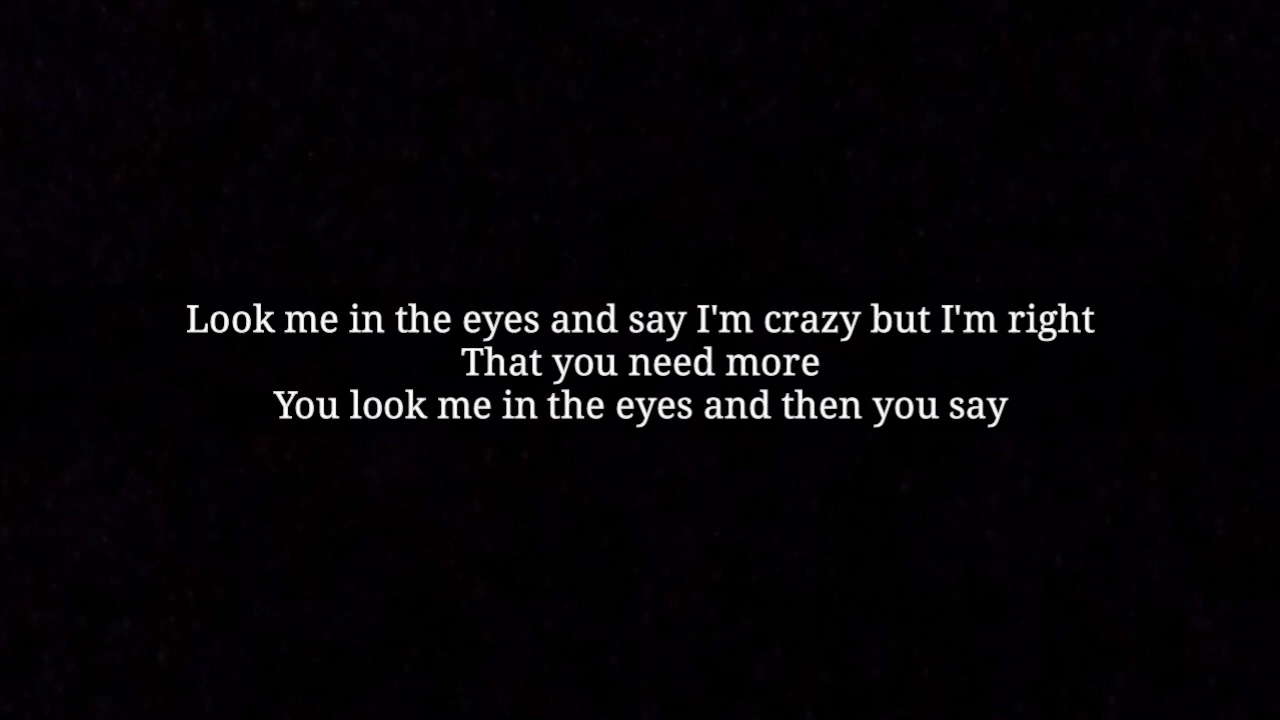 Look me in the eyes and say I'm crazy but I'm right
That you need more
You look me in the eyes and then you say